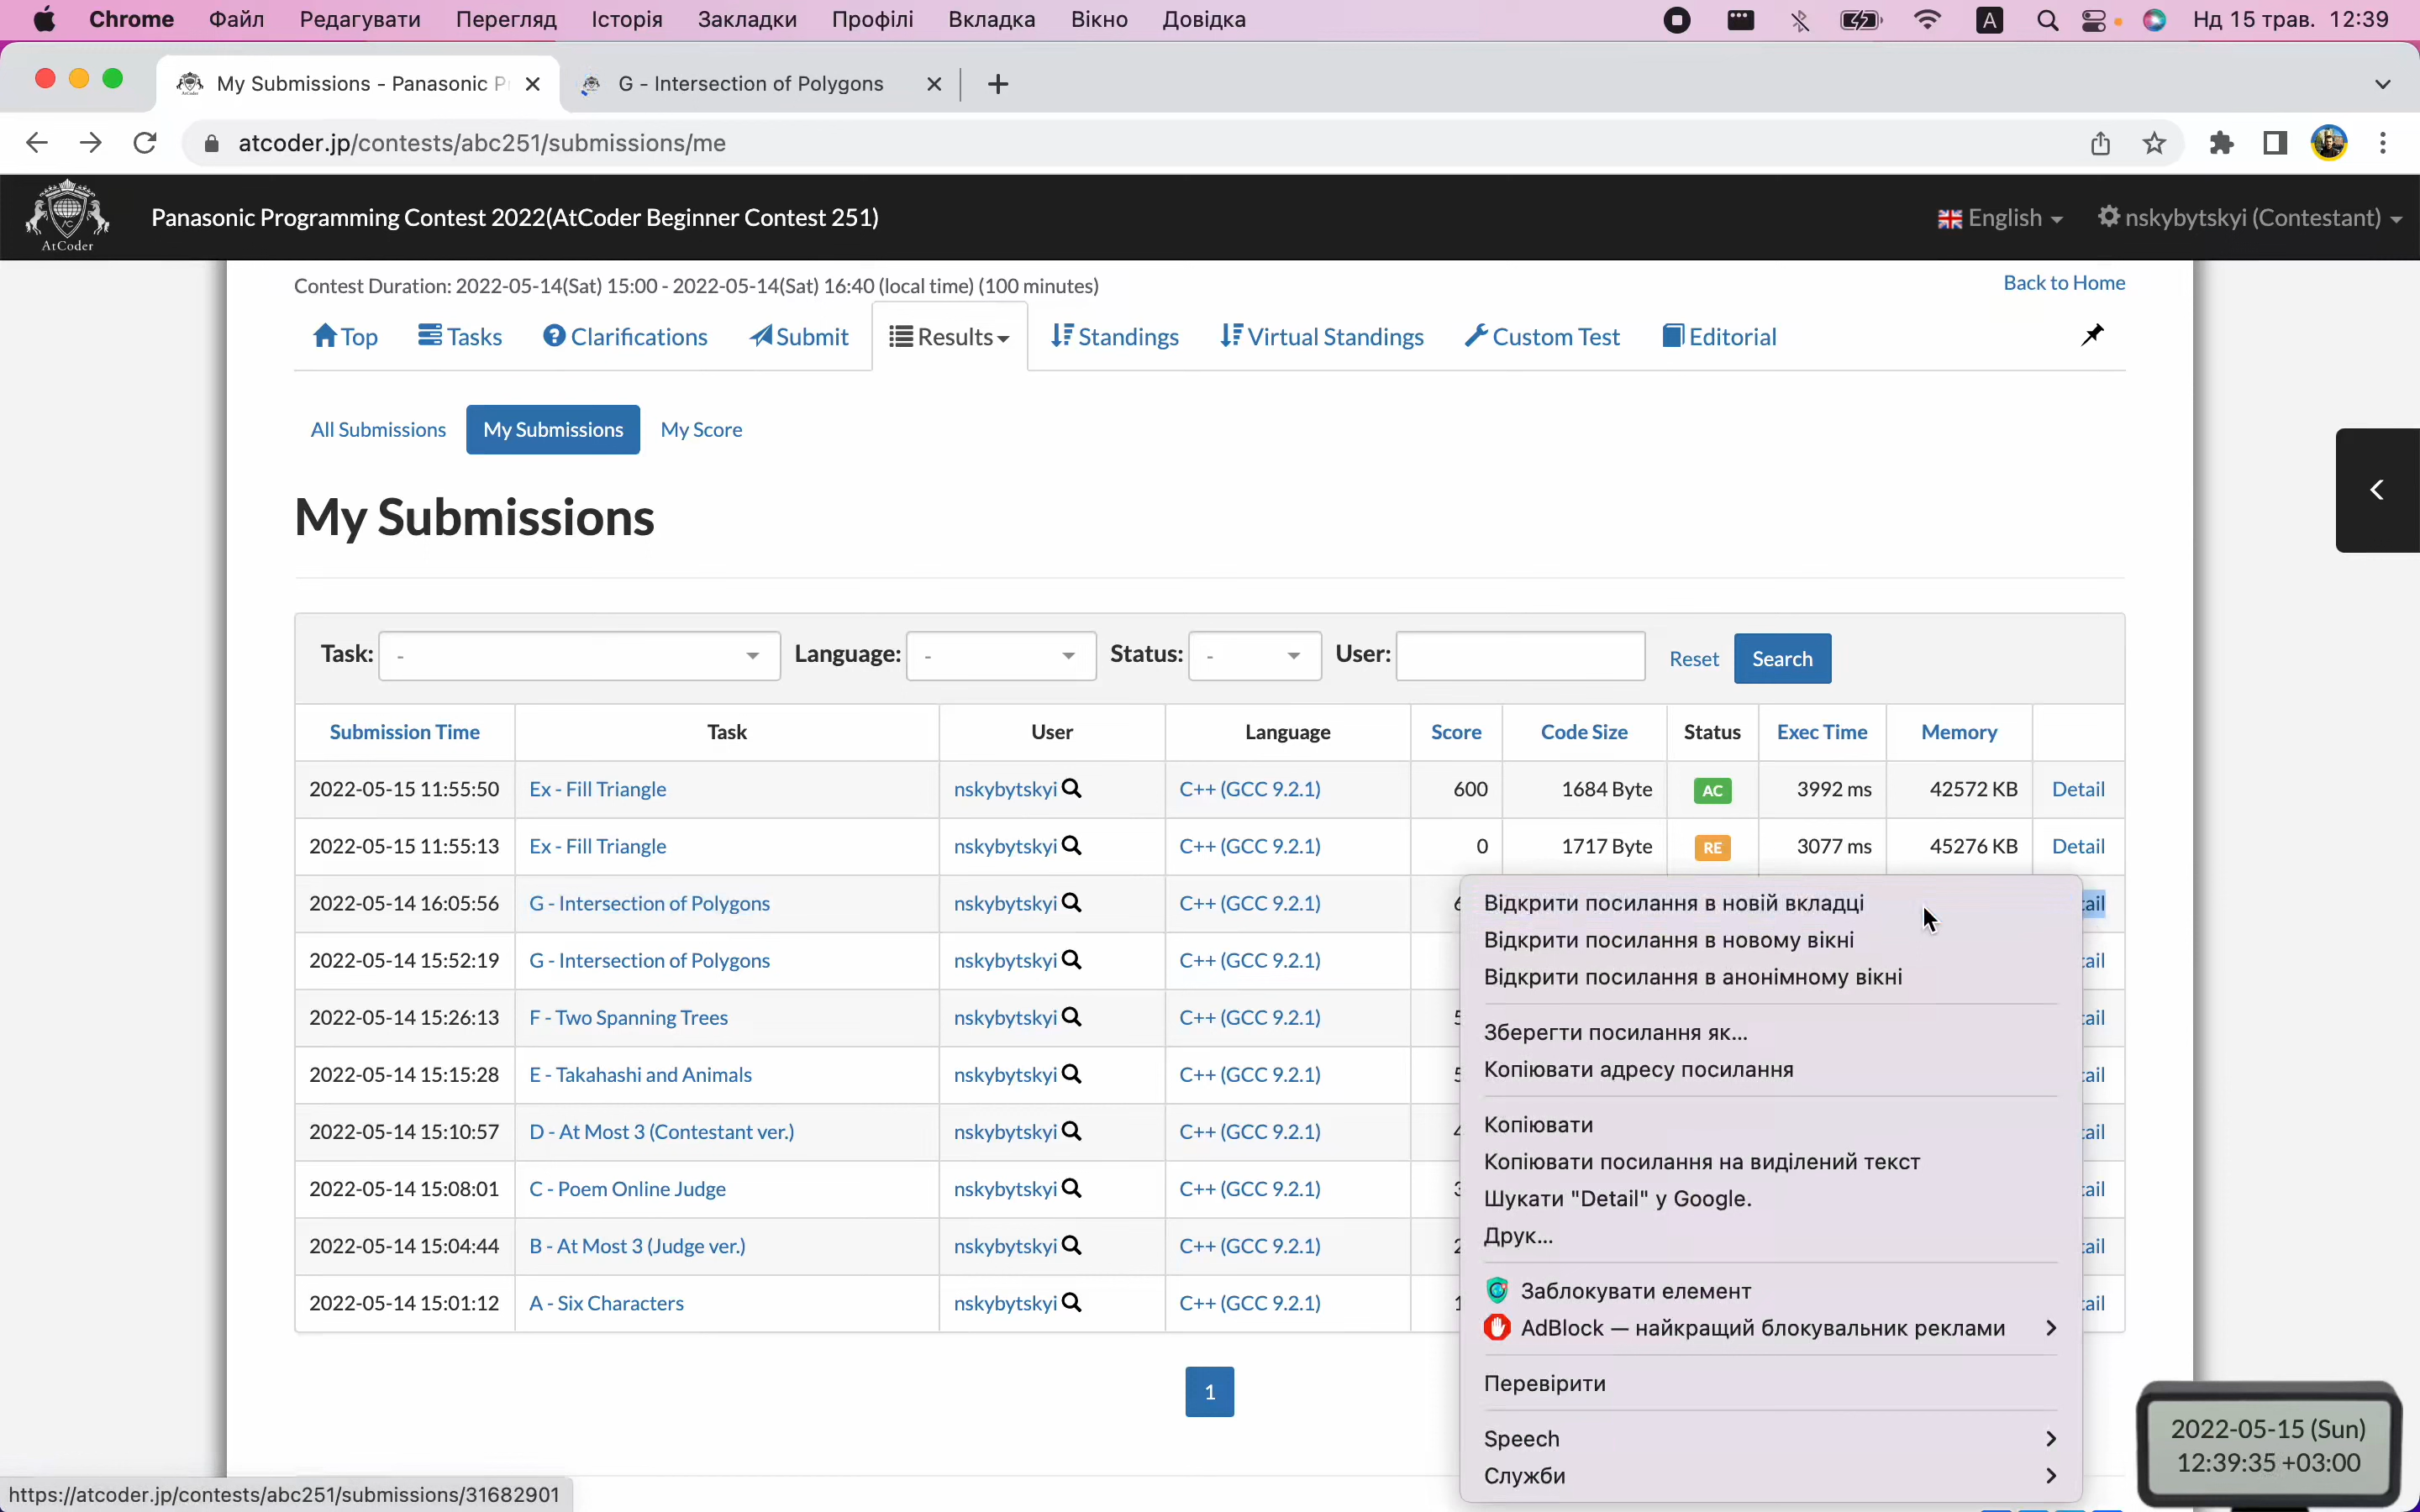 Chrome Файл Редагувати Перегляд Історія Закладки Профілі Вкладка Вікно Довідка A Нд 15 трав. 12:39
My Submissions - Panasonic P G - Intersection of Polygons
atcoder.jp/contests/abc251/submissions/me
AtCoder Panasonic Programming Contest 2022(AtCoder Beginner Contest 251) English nskybytskyi (Contestant)
Contest Duration: 2022-05-14(Sat) 15:00 - 2022-05-14(Sat) 16:40 (local time) (100 minutes) Back to Home
Top Tasks Clarifications Submit Results Standings Virtual Standings Custom Test Editorial
All Submissions My Submissions My Score
My Submissions
Task: - Language: - Status: - User: Reset Search
Submission Time Task User Language Score Code Size Status Exec Time Memory
2022-05-15 11:55:50 Ex - Fill Triangle nskybytskyi C++ (GCC 9.2.1) 600 1684 Byte AC 3992 ms 42572 KB Detail
2022-05-15 11:55:13 Ex - Fill Triangle nskybytskyi C++ (GCC 9.2.1) 0 1717 Byte RE 3077 ms 45276 KB Detail
2022-05-14 16:05:56 G - Intersection of Polygons nskybytskyi C++ (GCC 9.2.1) 6 tail
2022-05-14 15:52:19 G - Intersection of Polygons nskybytskyi C++ (GCC 9.2.1) tail
2022-05-14 15:26:13 F - Two Spanning Trees nskybytskyi C++ (GCC 9.2.1) 5 tail
2022-05-14 15:15:28 E - Takahashi and Animals nskybytskyi C++ (GCC 9.2.1) 5 tail
2022-05-14 15:10:57 D - At Most 3 (Contestant ver.) nskybytskyi C++ (GCC 9.2.1) 4 tail
2022-05-14 15:08:01 C - Poem Online Judge nskybytskyi C++ (GCC 9.2.1) 3 tail
2022-05-14 15:04:44 B - At Most 3 (Judge ver.) nskybytskyi C++ (GCC 9.2.1) 2 tail
2022-05-14 15:01:12 A - Six Characters nskybytskyi C++ (GCC 9.2.1) 1 tail
1
Відкрити посилання в новій вкладці
Відкрити посилання в новому вікні
Відкрити посилання в анонімному вікні
Зберегти посилання як...
Копіювати адресу посилання
Копіювати
Копіювати посилання на виділений текст
Шукати "Detail" у Google.
Друк...
Заблокувати елемент
AdBlock — найкращий блокувальник реклами
Перевірити
Speech
Служби
2022-05-15 (Sun)
12:39:35 +03:00
https://atcoder.jp/contests/abc251/submissions/31682901